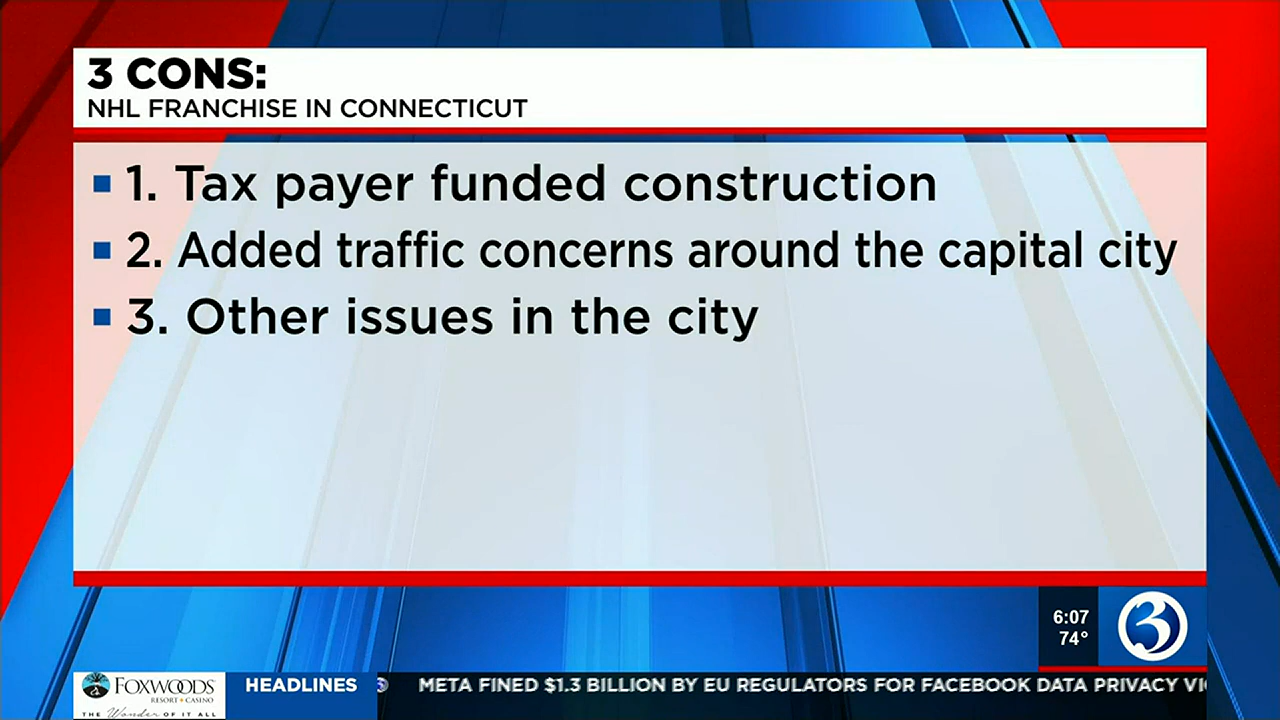 3 CONS:
NHL FRANCHISE IN CONNECTICUT
1. Tax payer funded construction
2. Added traffic concerns around the capital city
3. Other issues in the city
6:07
74°
3
FOXWOODS
RESORT • CASINO
THE Wonder OF IT ALL
HEADLINES
META FINED $1.3 BILLION BY EU REGULATORS FOR FACEBOOK DATA PRIVACY VI